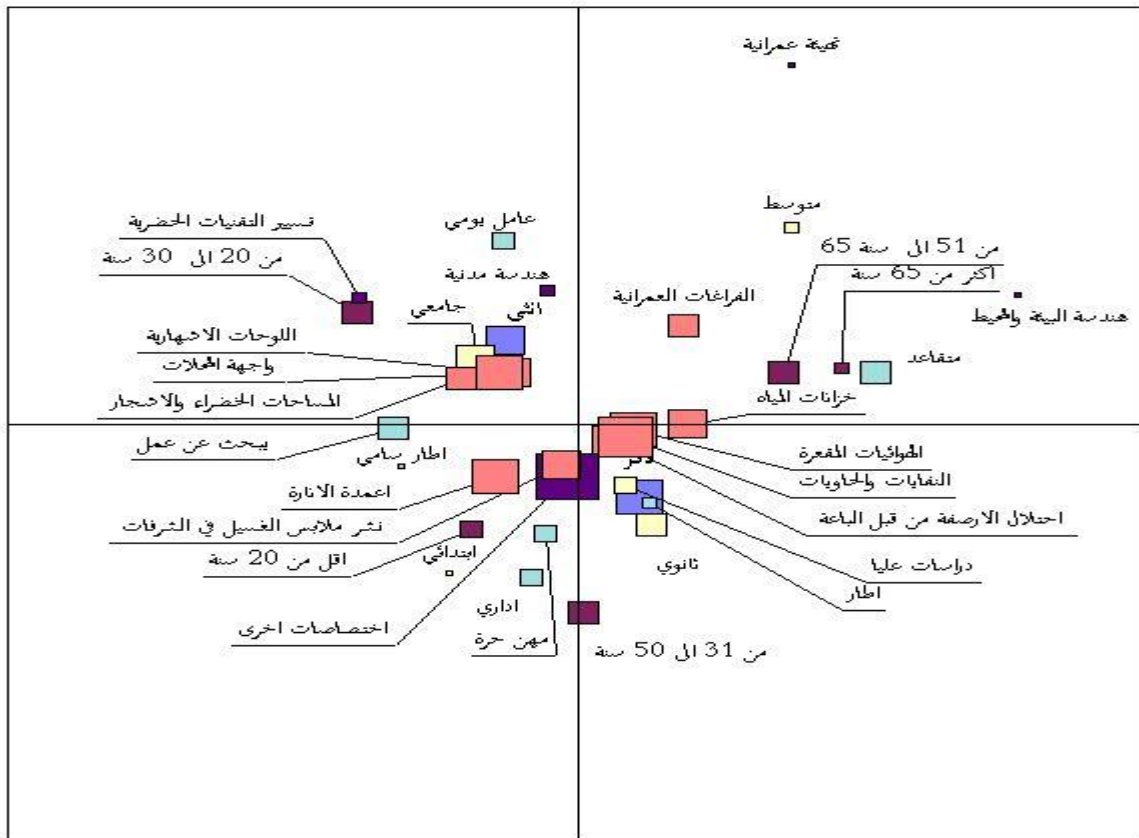 تهيئة عمرانية
متوسط
عامل يومي
تسيير التقنيات الحضرية
من 51 الى سنة 65
من 20 الى 30 سنة
اكثر من 65 سنة
هندسة مدنية
الفراغات العمرانية
هندسة البيئة والمحيط
انثى
جامعي
اللوحات الاشهارية
متقاعد
واجهة المحلات
المساحات الخضراء والاشجار
خزانات المياه
يبحث عن عمل
اطار سامي
الهوائيات المقعرة
ذكر
النفايات والحاويات
اعمدة الانارة
احتلال الارصفة من قبل الباعة
نشر ملابس الغسيل في الشرفات
اقل من 20 سنة
ابتدائي
ثانوي
دراسات عليا
اطار
اداري
اختصاصات اخرى
مهن حرة
من 31 الى 50 سنة